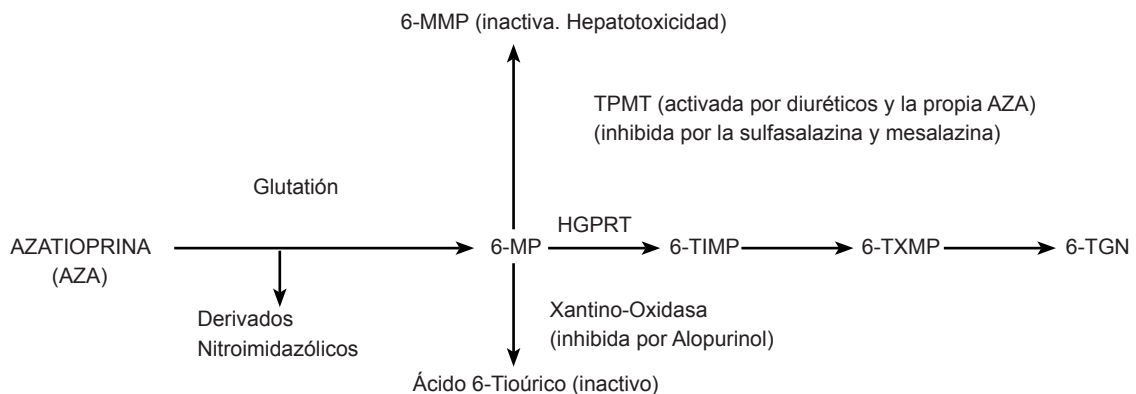 6-MMP (inactiva. Hepatotoxicidad)
TPMT (activada por diuréticos y la propia AZA)
(inhibida por la sulfasalazina y mesalazina)
Glutatión
HGPRT
AZATIOPRINA
(AZA)
6-MP
6-TIMP
6-TXMP
6-TGN
Derivados
Nitroimidazólicos
Xantino-Oxidasa
(inhibida por Alopurinol)
Ácido 6-Tioúrico (inactivo)